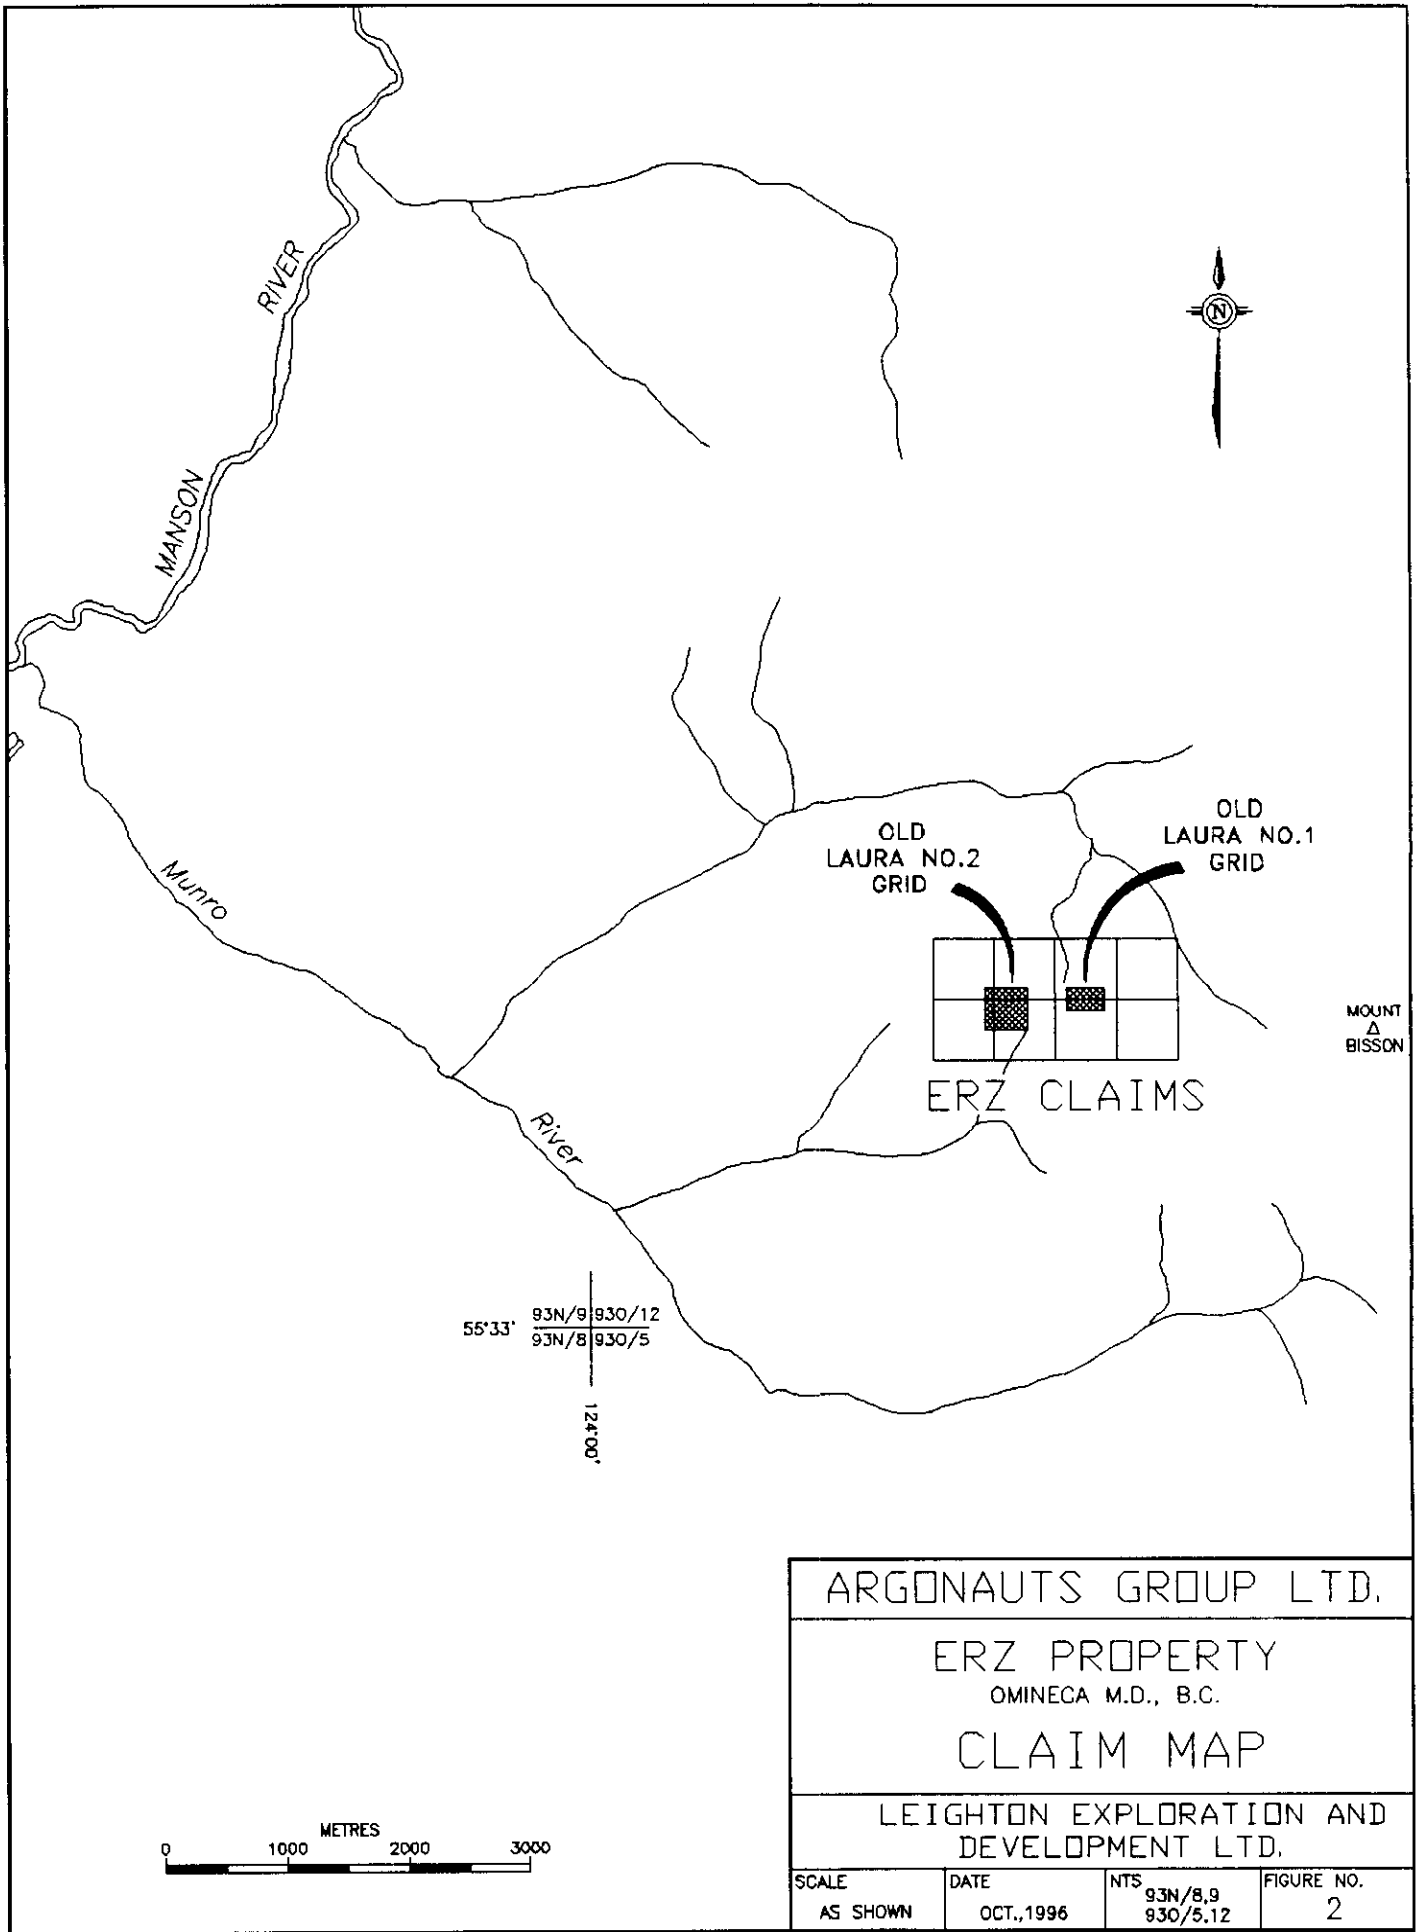 RIVER
N
MANSON
OLD
LAURA NO.1
GRID
OLD
LAURA NO.2
GRID
Munro
MOUNT
BISSON
ERZ CLAIMS
River
93N/9 930/12
55°33'
93N/8 930/5
124°00'
ARGONAUTS GROUP LTD.
ERZ PROPERTY
OMINECA M.D., B.C.
CLAIM MAP
LEIGHTON EXPLORATION AND
DEVELOPMENT LTD.
METRES
0 1000 2000 3000
SCALE
AS SHOWN
DATE
OCT.,1996
NTS
93N/8,9
930/5,12
FIGURE NO.
2